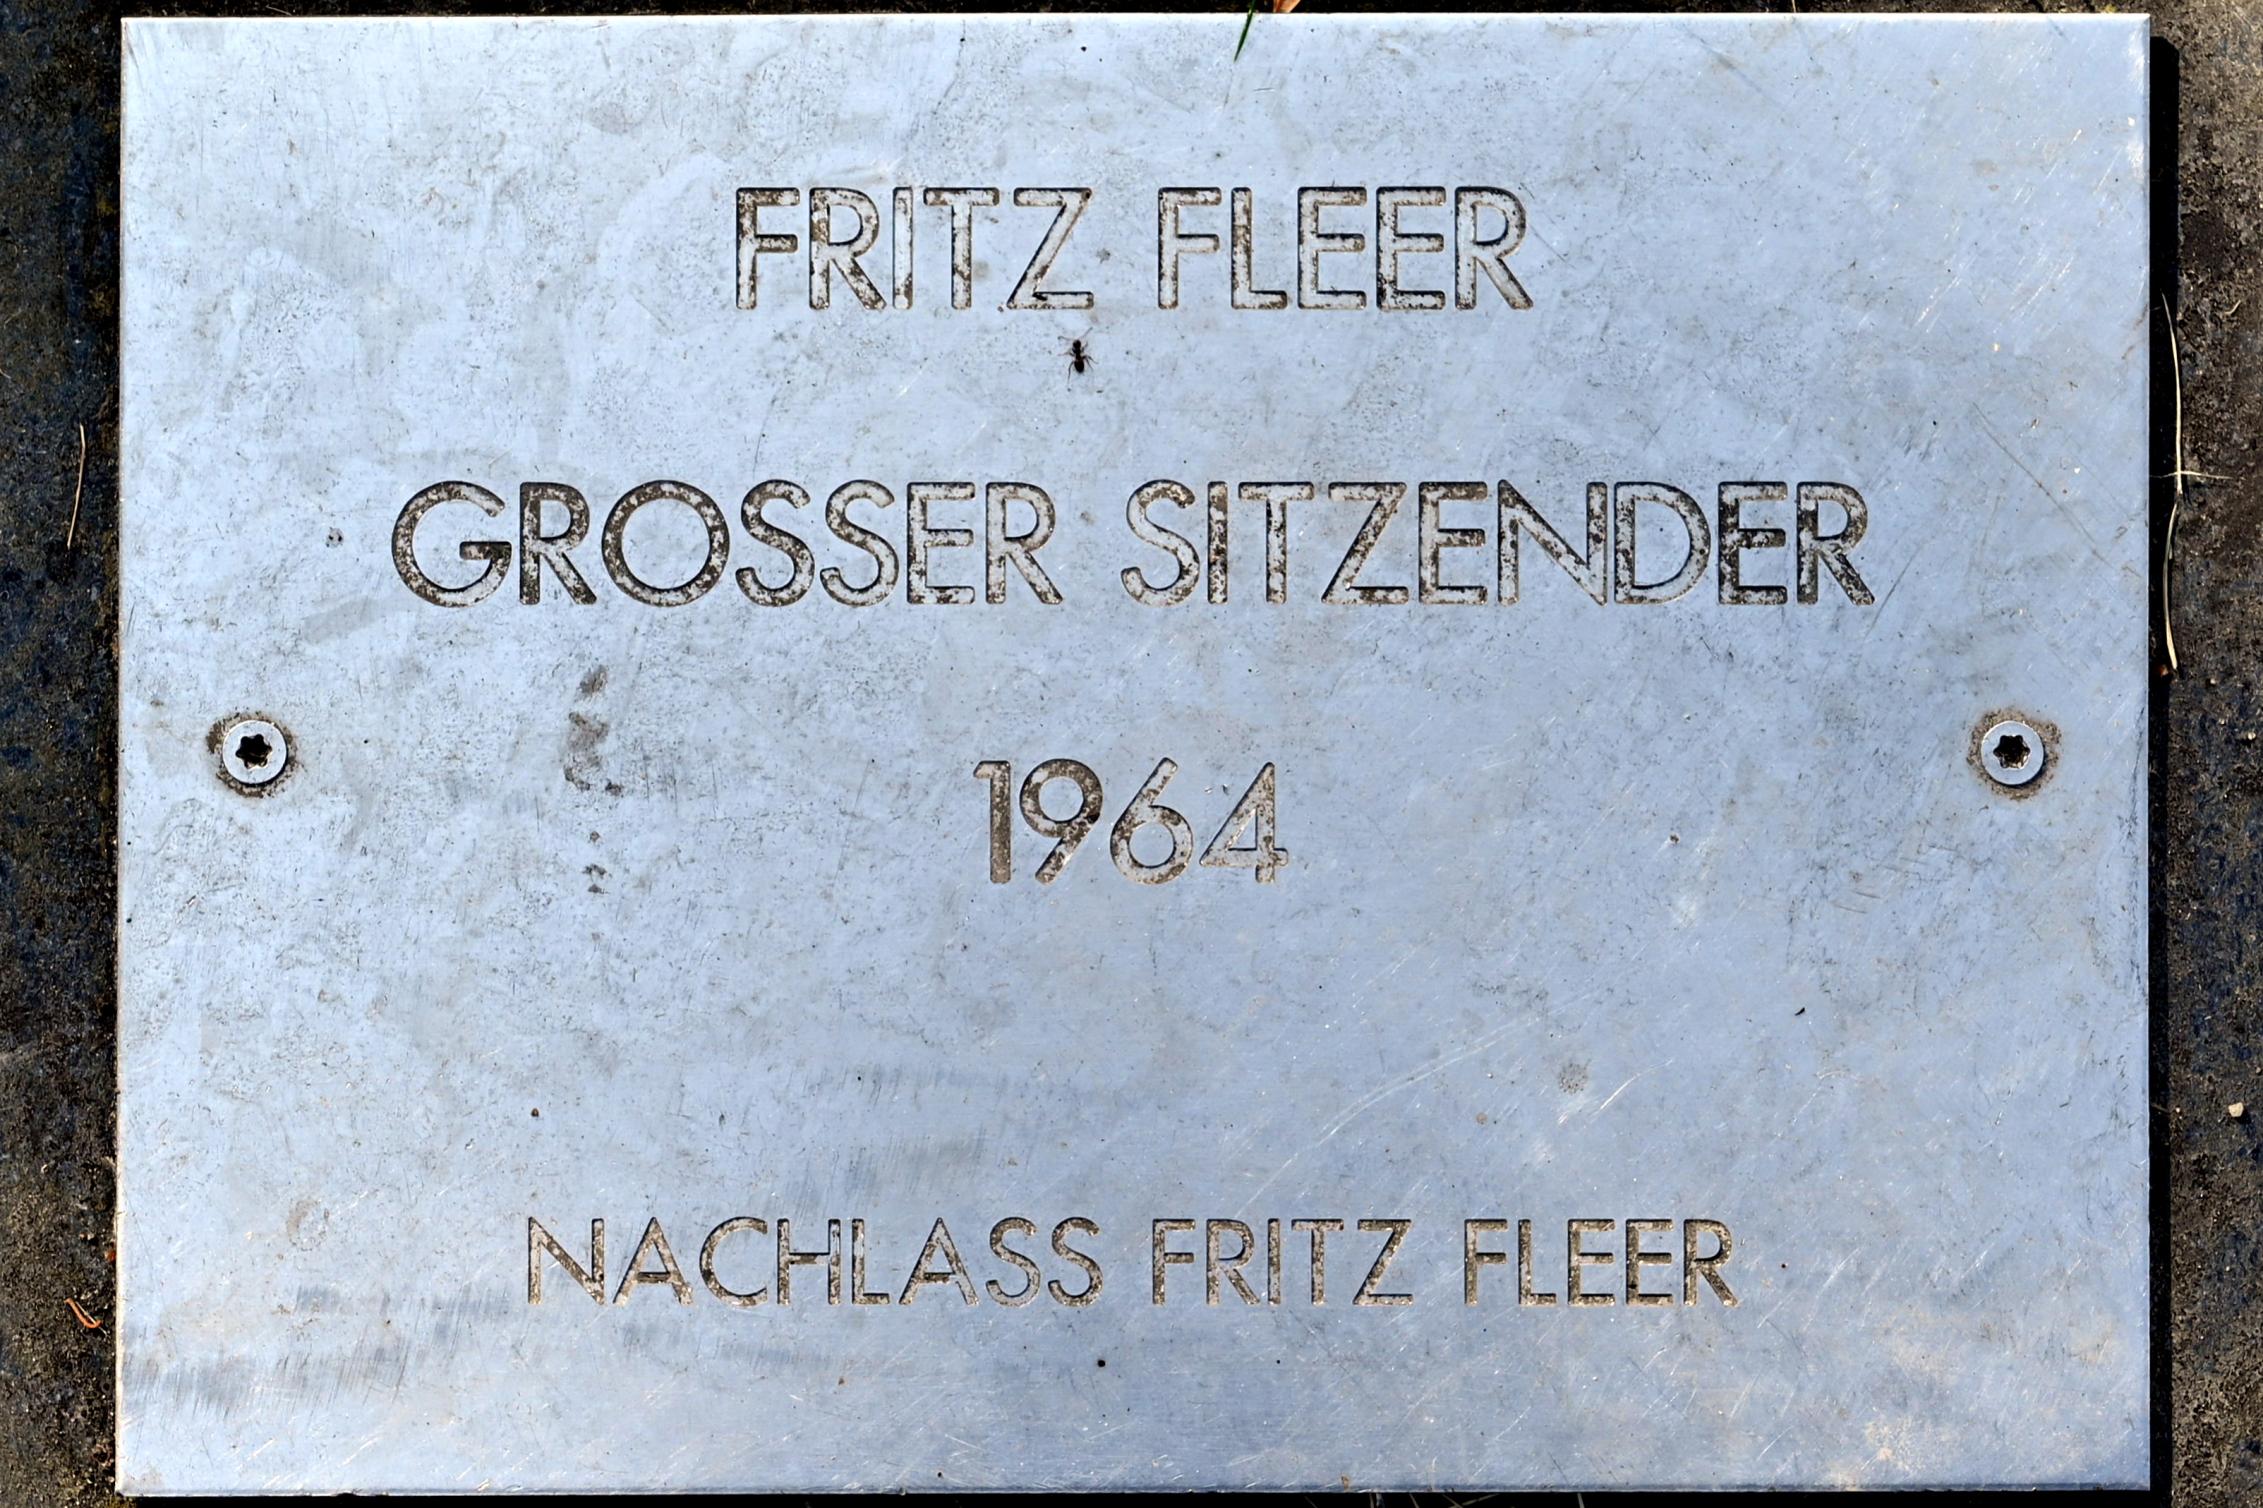 FRITZ FLEER
GROSSER SITZENDER
1964
NACHLASS FRITZ FLEER